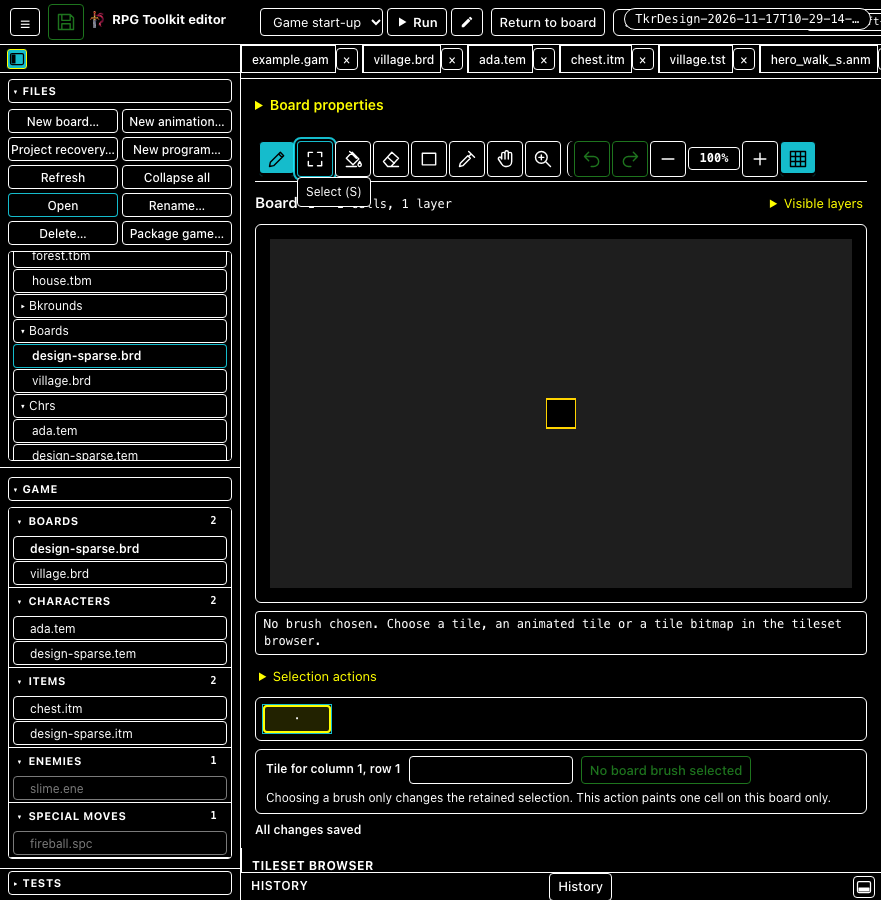 RPG Toolkit editor
Game start-up
Run
Return to board
TkrDesign-2026-11-17T10-29-14-…
example.gam ×
village.brd ×
ada.tem ×
chest.itm ×
village.tst ×
hero_walk_s.anm
FILES
New board...
New animation...
Project recovery...
New program...
Refresh
Collapse all
Open
Rename...
Delete...
Package game...
forest.tbm
house.tbm
Bkrounds
Boards
design-sparse.brd
village.brd
Chrs
ada.tem
design-sparse.tem
GAME
BOARDS 2
design-sparse.brd
village.brd
CHARACTERS 2
ada.tem
design-sparse.tem
ITEMS 2
chest.itm
design-sparse.itm
ENEMIES 1
slime.ene
SPECIAL MOVES 1
fireball.spc
TESTS
Board properties
100%
Select (S)
Board
, 1 layer
Visible layers
No brush chosen. Choose a tile, an animated tile or a tile bitmap in the tileset
browser.
Selection actions
.
Tile for column 1, row 1
No board brush selected
Choosing a brush only changes the retained selection. This action paints one cell on this board only.
All changes saved
TILESET BROWSER
HISTORY
History